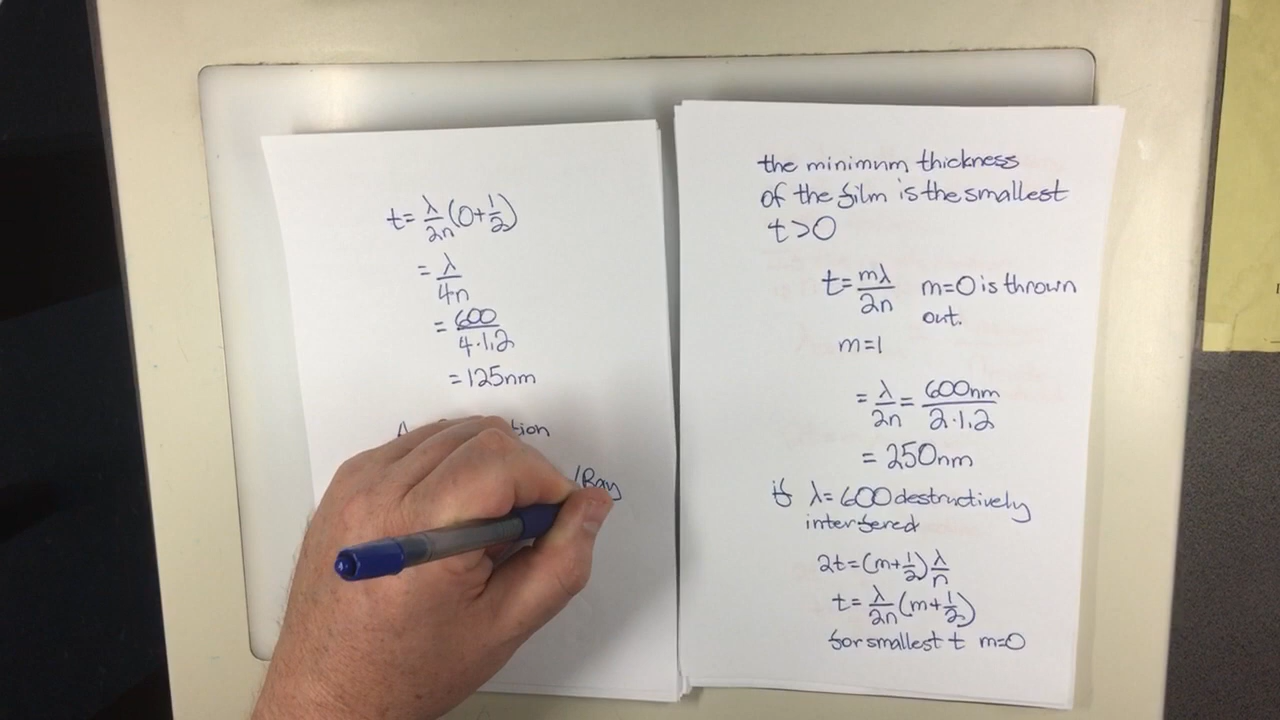 t=λ/2n(0+1/2)
=λ/4n
=600/4·1.2
=125nm
/Ray
the minimum thickness
of the film is the smallest
t>0
t=mλ/2n m=0 is thrown
out.
m=1
=λ/2n=600nm/2·1.2
=250nm
if λ=600 destructively
interfered
2t=(m+1/2)λ/n
t=λ/2n(m+1/2)
for smallest t m=0